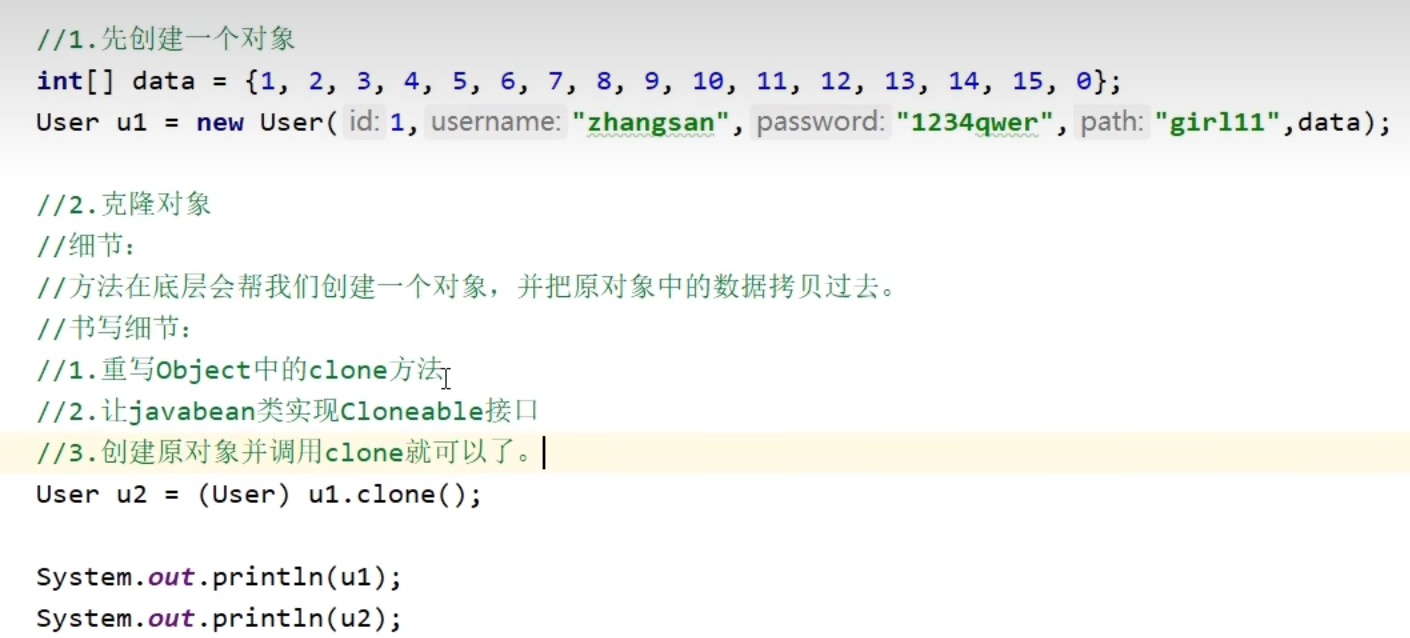 //1.先创建一个对象
int[] data = {1, 2, 3, 4, 5, 6, 7, 8, 9, 10, 11, 12, 13, 14, 15, 0};
User u1 = new User( id: 1, username: "zhangsan", password: "1234qwer", path: "girl11",data);
//2.克隆对象
//细节：
//方法在底层会帮我们创建一个对象，并把原对象中的数据拷贝过去。
//书写细节：
//1.重写Object中的clone方法
//2.让javabean类实现Cloneable接口
//3.创建原对象并调用clone就可以了。
User u2 = (User) u1.clone();
System.out.println(u1);
System.out.println(u2);